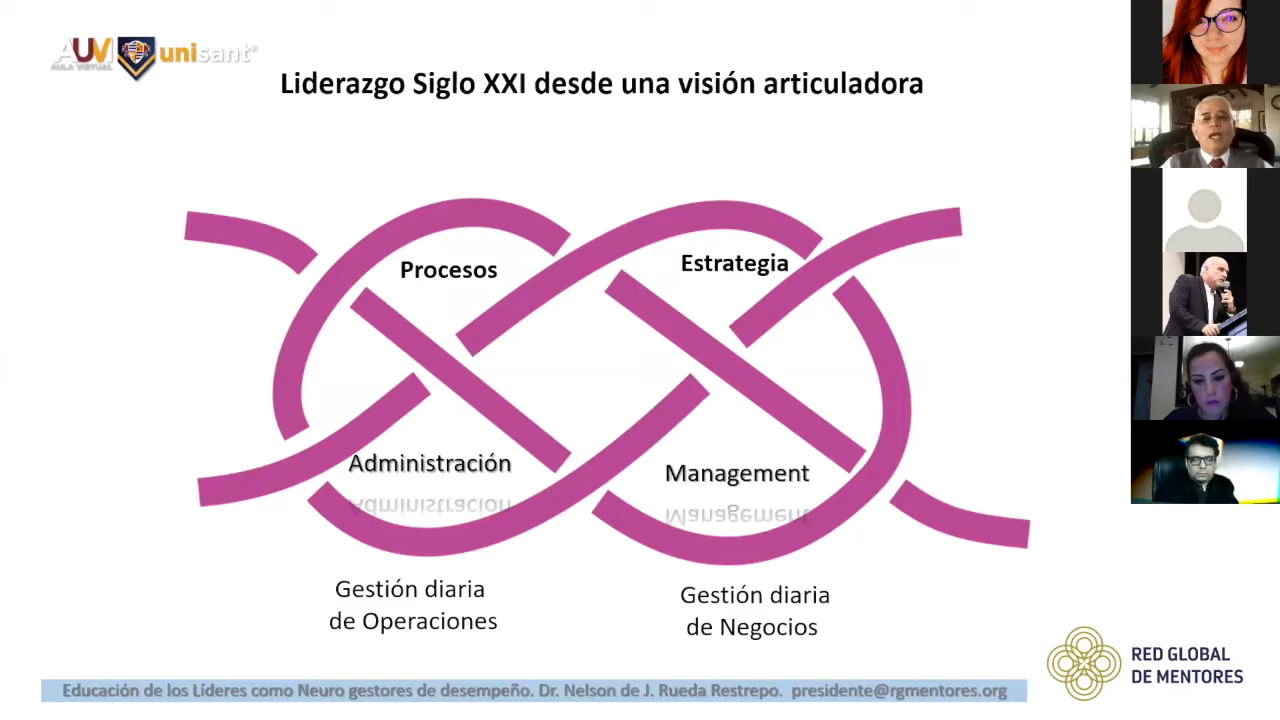 AUV
AULA VIRTUAL
unisant®
Liderazgo Siglo XXI desde una visión articuladora
Procesos
Estrategia
Administración
Management
Gestión diaria
de Operaciones
Gestión diaria
de Negocios
RED GLOBAL
DE MENTORES
Educación de los Líderes como Neuro gestores de desempeño. Dr. Nelson de J. Rueda Restrepo. presidente@rgmentores.org